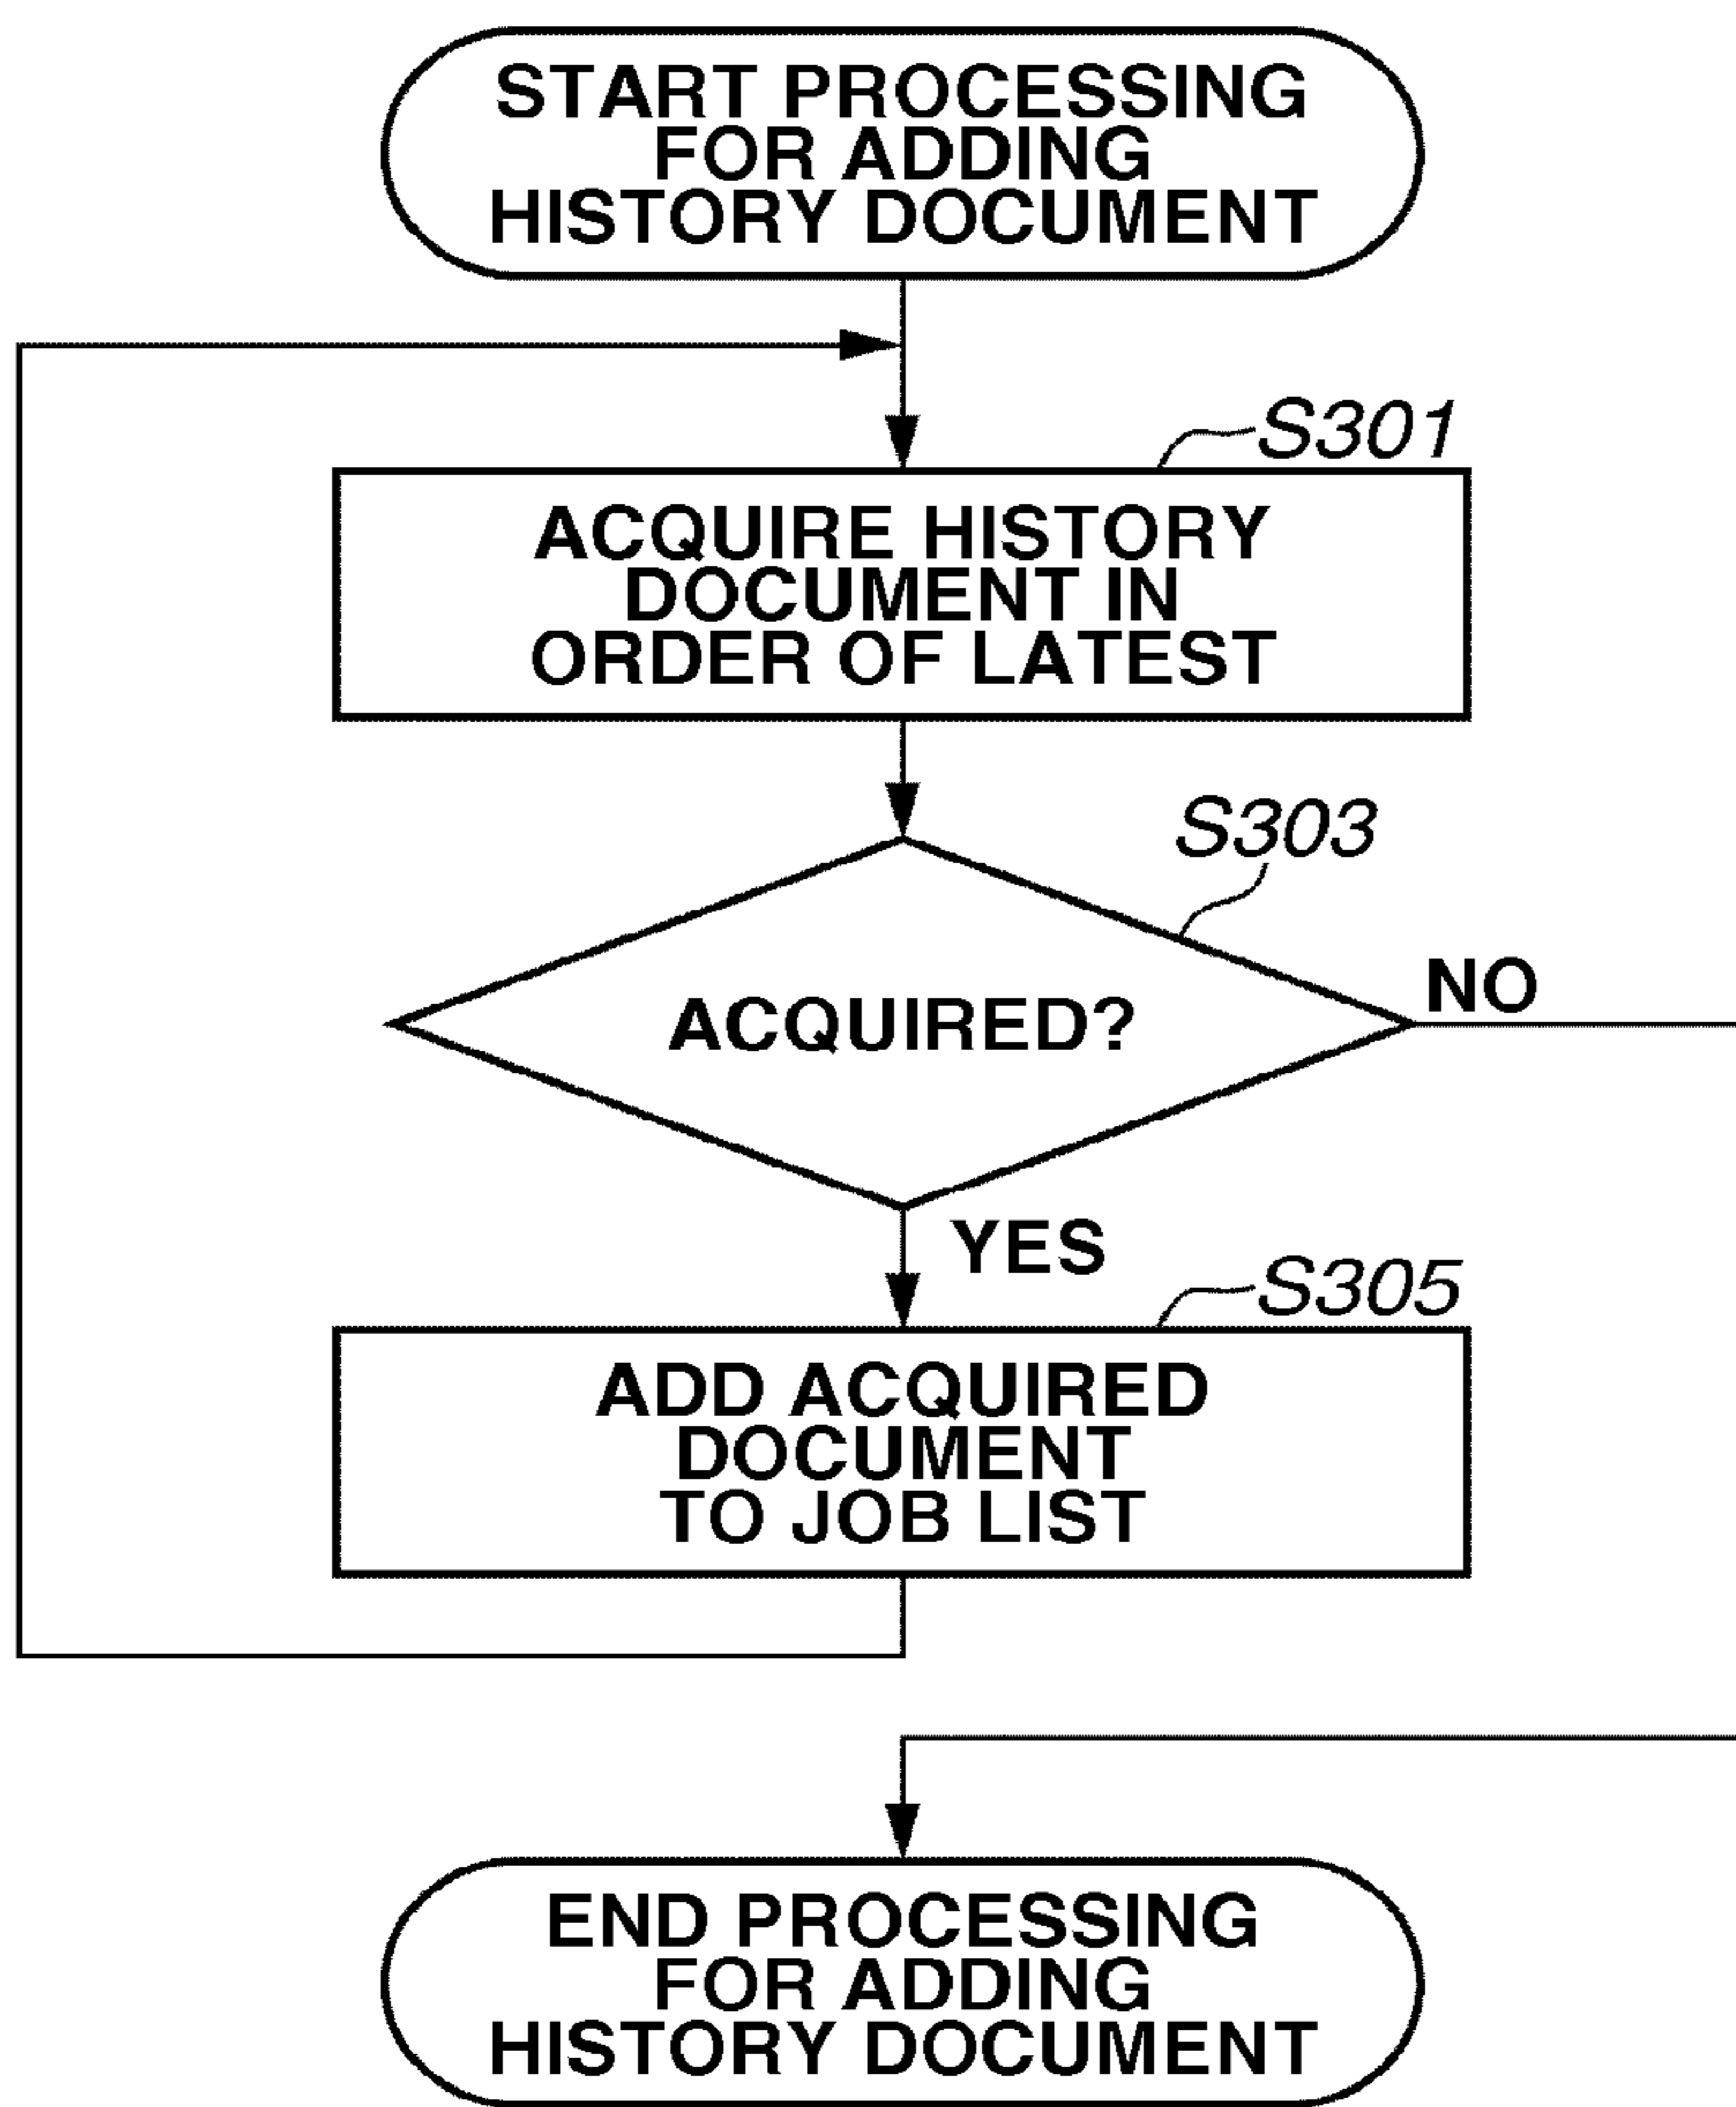 START PROCESSING
FOR ADDING
HISTORY DOCUMENT
S301
ACQUIRE HISTORY
DOCUMENT IN
ORDER OF LATEST
S303
ACQUIRED?
NO
YES
S305
ADD ACQUIRED
DOCUMENT
TO JOB LIST
END PROCESSING
FOR ADDING
HISTORY DOCUMENT